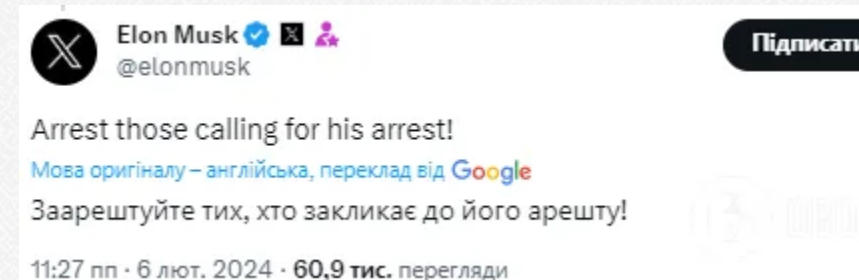 Elon Musk
@elonmusk
Підписати
Arrest those calling for his arrest!
Мова оригіналу – англійська, переклад від Google
Заарештуйте тих, хто закликає до його арешту!
11:27 пп · 6 лют. 2024 · 60,9 тис. перегляди